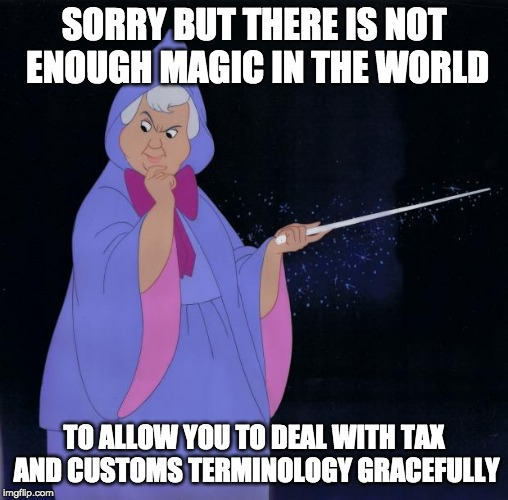 SORRY BUT THERE IS NOT
ENOUGH MAGIC IN THE WORLD
TO ALLOW YOU TO DEAL WITH TAX
AND CUSTOMS TERMINOLOGY GRACEFULLY
imgflip.com